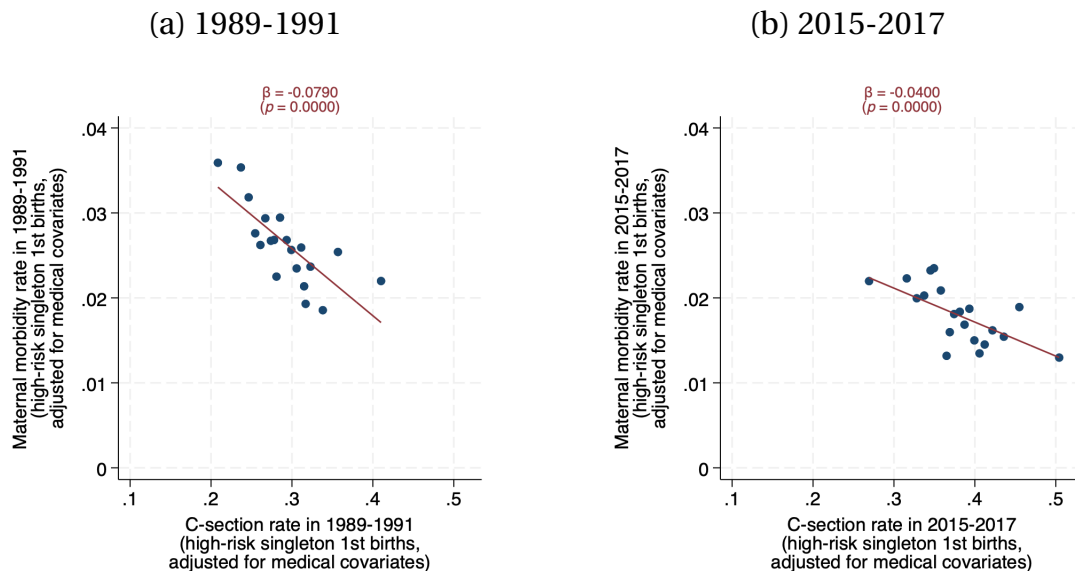 (a) 1989-1991
β = -0.0790
(p = 0.0000)
Maternal morbidity rate in 1989-1991
(high-risk singleton 1st births,
adjusted for medical covariates)
.04
.03
.02
.01
0
.1 .2 .3 .4 .5
C-section rate in 1989-1991
(high-risk singleton 1st births,
adjusted for medical covariates)
(b) 2015-2017
β = -0.0400
(p = 0.0000)
Maternal morbidity rate in 2015-2017
(high-risk singleton 1st births,
adjusted for medical covariates)
.04
.03
.02
.01
0
.1 .2 .3 .4 .5
C-section rate in 2015-2017
(high-risk singleton 1st births,
adjusted for medical covariates)